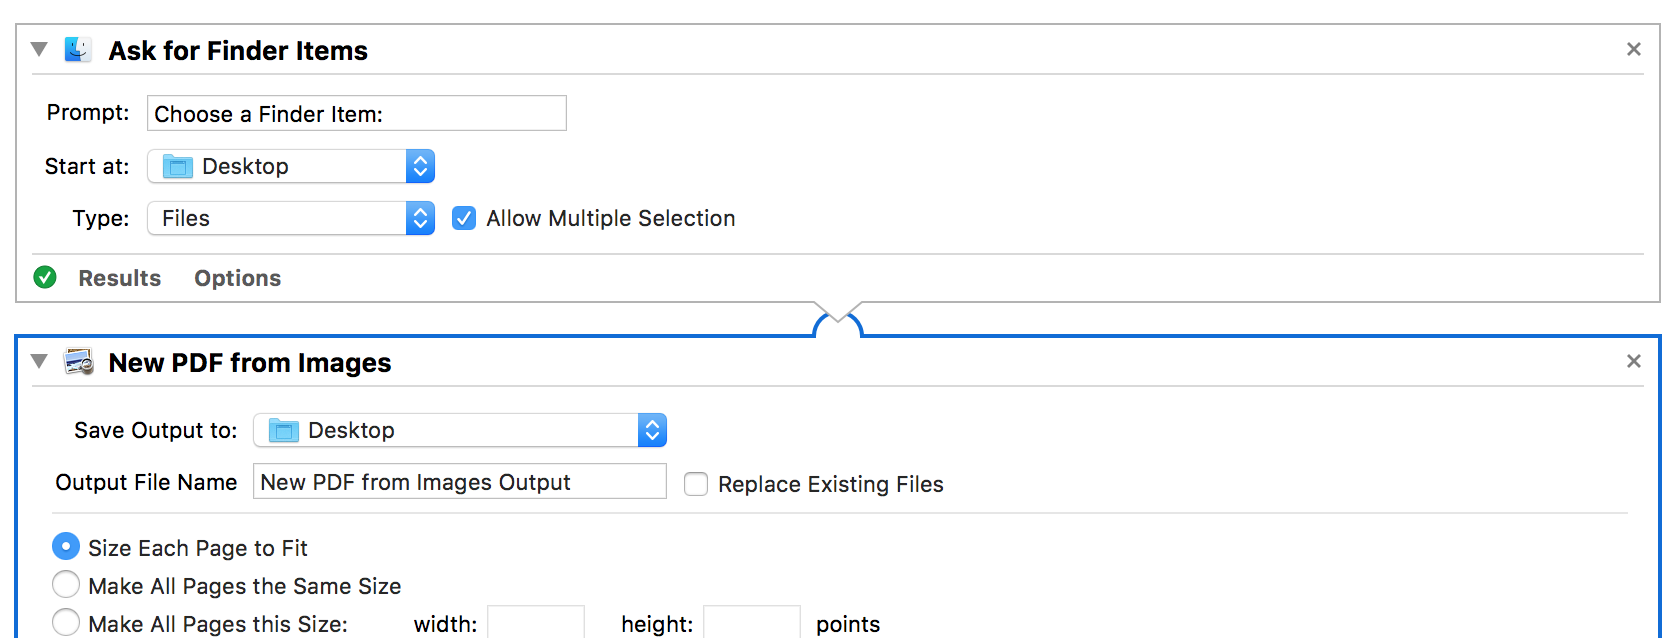 Ask for Finder Items
Prompt: Choose a Finder Item:
Start at: Desktop
Type: Files Allow Multiple Selection
Results Options
New PDF from Images
Save Output to: Desktop
Output File Name New PDF from Images Output Replace Existing Files
Size Each Page to Fit
Make All Pages the Same Size
Make All Pages this Size: width: height: points